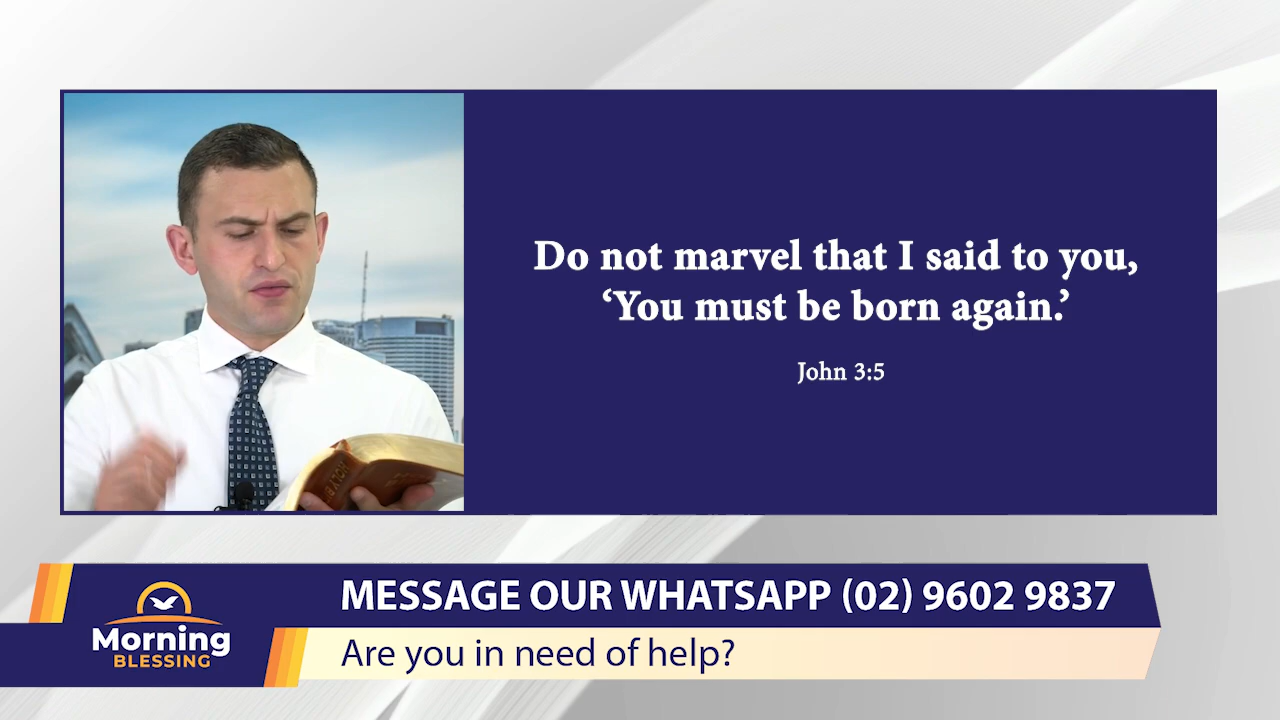 Do not marvel that I said to you,
‘You must be born again.’
John 3:5
HOLY B
MESSAGE OUR WHATSAPP (02) 9602 9837
Are you in need of help?
Morning
BLESSING